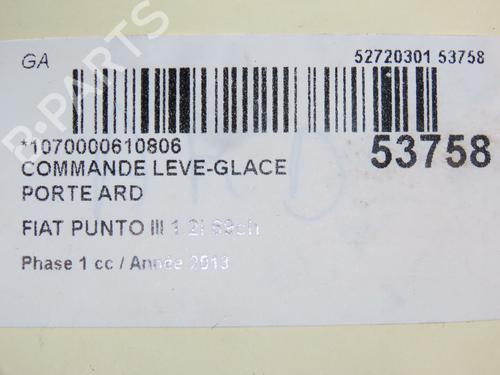 GA
52720301 53758
*1070000610806
53758
COMMANDE LEVE-GLACE
PORTE ARD
FIAT PUNTO III 1.2i 69ch
Phase 1 cc / Année 2013
B-PARTS